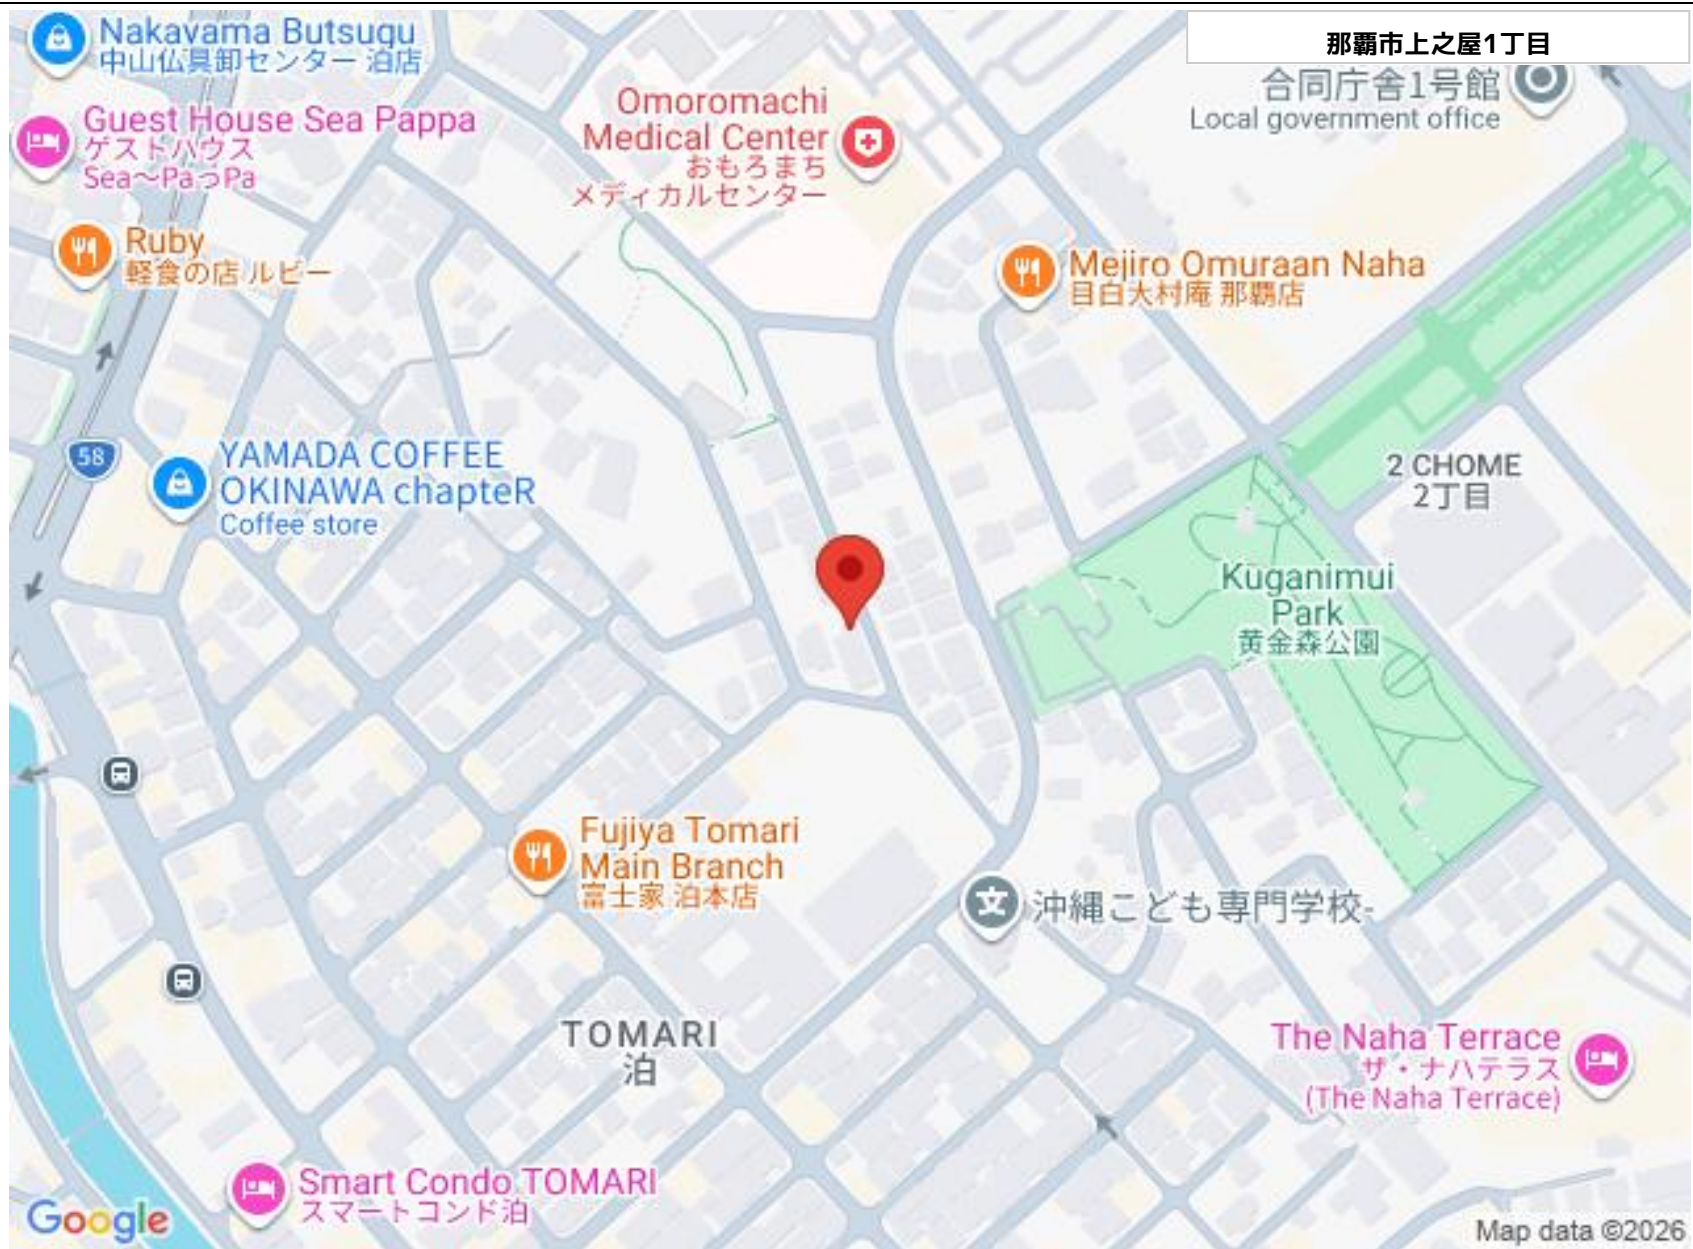 那覇市上之屋1丁目
Nakayama Butsugu
中山仏具卸センター 泊店
合同庁舎1号館
Local government office
Omoromachi
Medical Center
おもろまち
メディカルセンター
Guest House Sea Pappa
ゲストハウス
Sea〜PaっPa
Ruby
軽食の店 ルビー
Mejiro Omuraan Naha
目白大村庵 那覇店
58
YAMADA COFFEE
OKINAWA chapteR
Coffee store
2 CHOME
2丁目
Kuganimui
Park
黄金森公園
Fujiya Tomari
Main Branch
富士家 泊本店
文
沖縄こども専門学校-
TOMARI
泊
The Naha Terrace
ザ・ナハテラス
(The Naha Terrace)
Smart Condo TOMARI
スマートコンド泊
Google
Map data ©2026